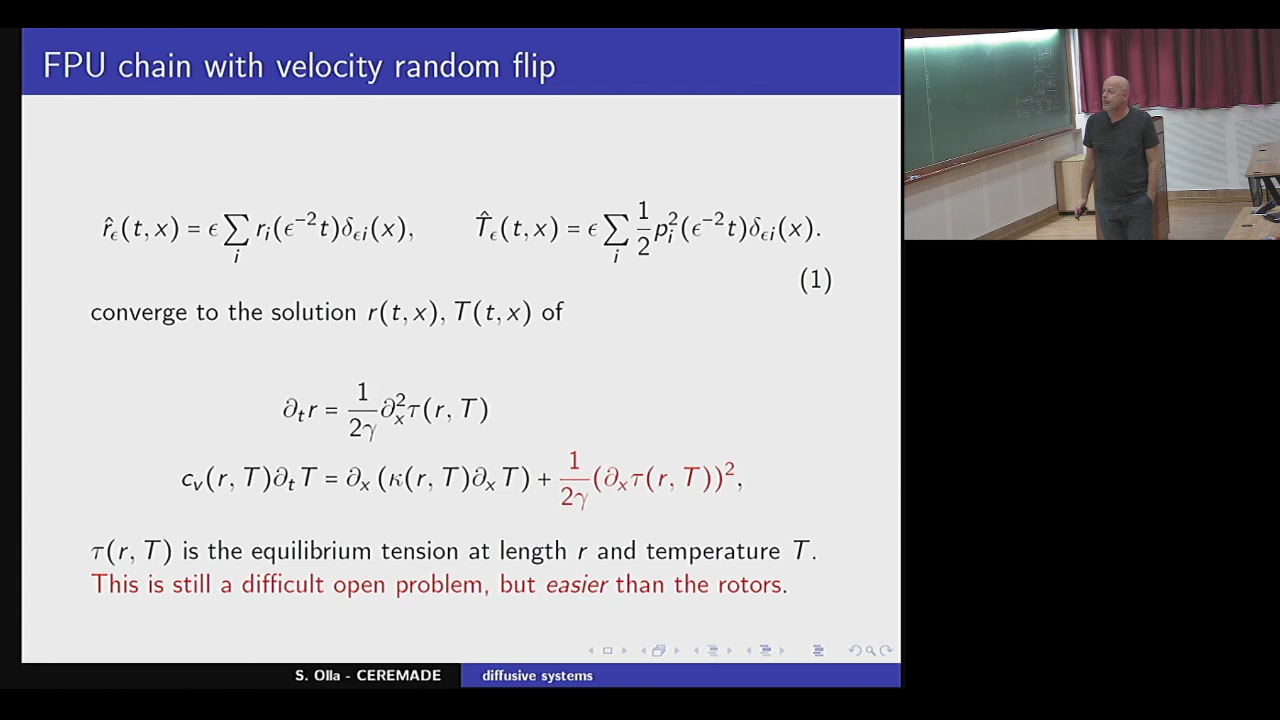 FPU chain with velocity random flip
r̂_ϵ(t, x) = ϵ ∑_i r_i(ϵ^{−2}t)δ_{ϵi}(x),    T̂_ϵ(t, x) = ϵ ∑_i 1/2 p_i^2(ϵ^{−2}t)δ_{ϵi}(x).
(1)
converge to the solution r(t, x), T(t, x) of
∂_t r = 1/(2γ) ∂_x^2 τ(r, T)
c_v(r, T)∂_t T = ∂_x (κ(r, T)∂_x T) + 1/(2γ) (∂_x τ(r, T))^2,
τ(r, T) is the equilibrium tension at length r and temperature T.
This is still a difficult open problem, but easier than the rotors.
S. Olla - CEREMADE    diffusive systems